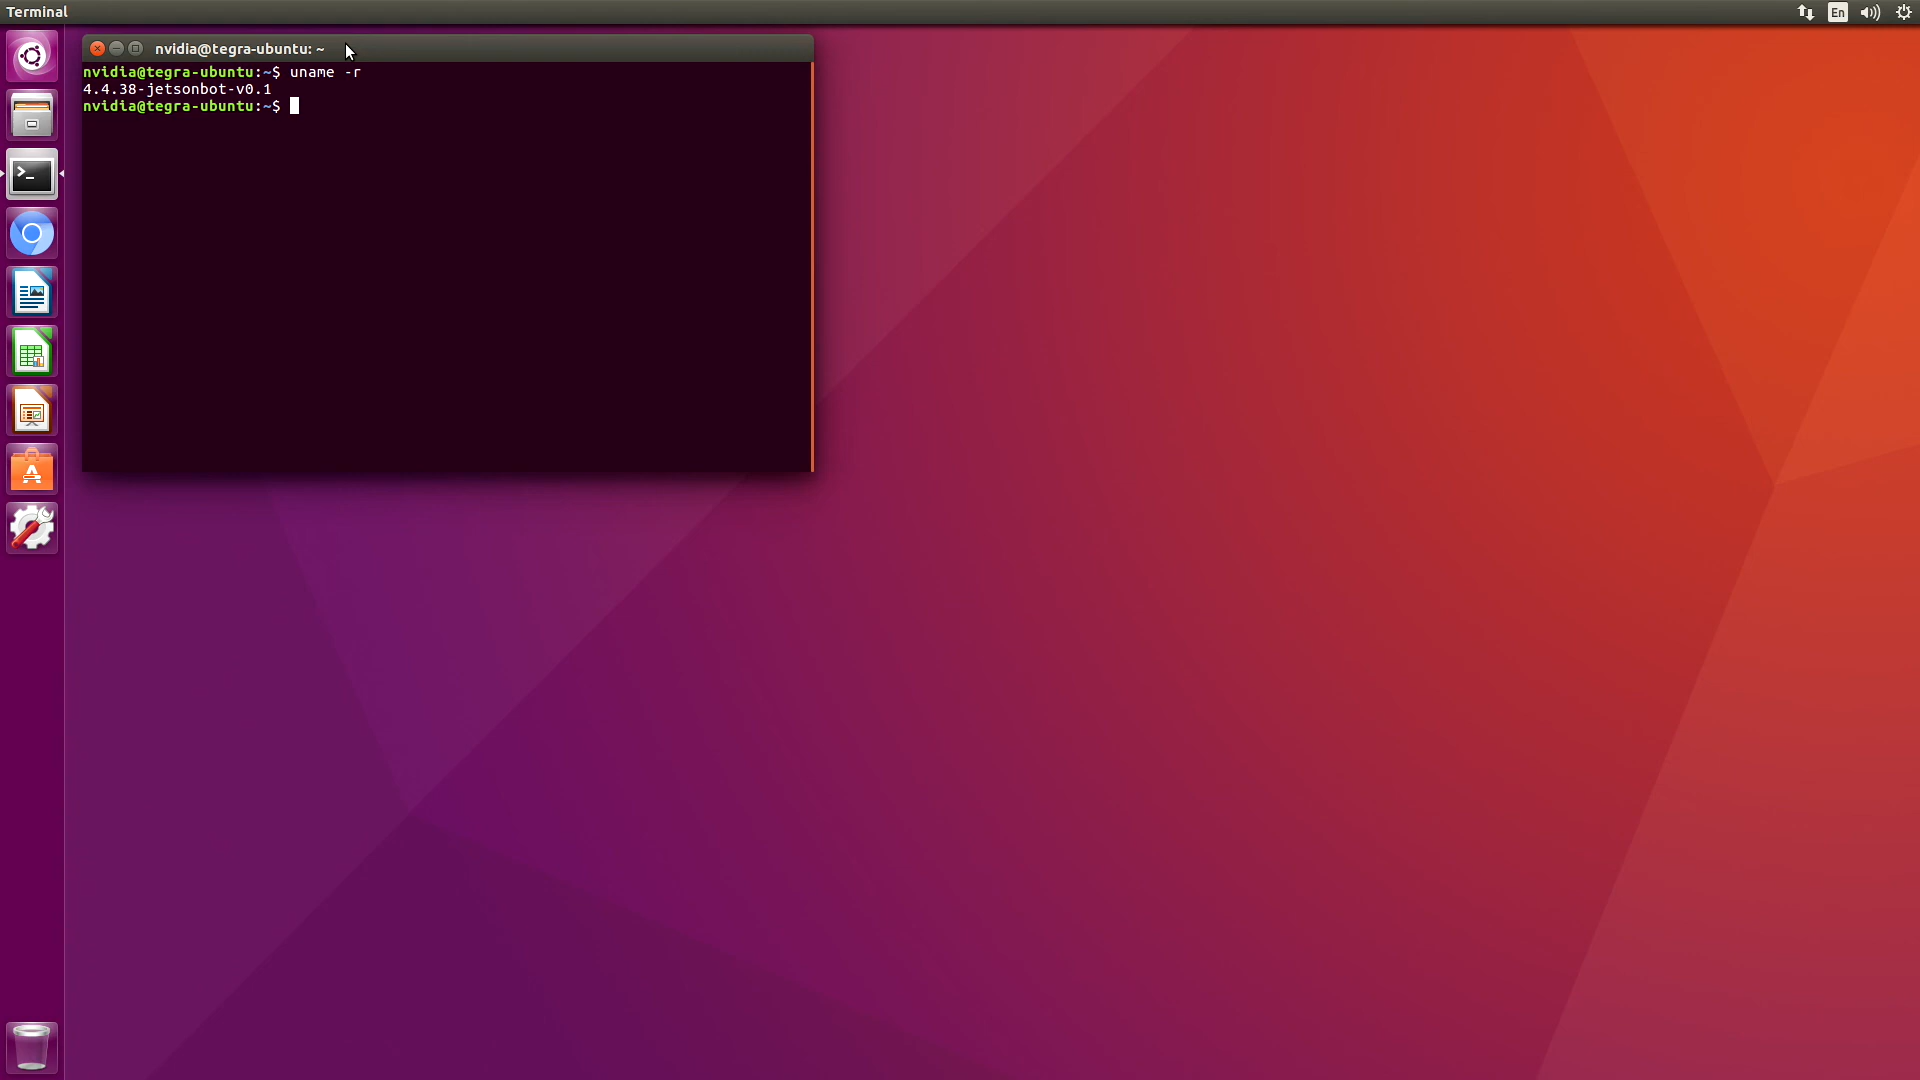 Terminal
En
nvidia@tegra-ubuntu: ~
nvidia@tegra-ubuntu:~$ uname -r
4.4.38-jetsonbot-v0.1
nvidia@tegra-ubuntu:~$